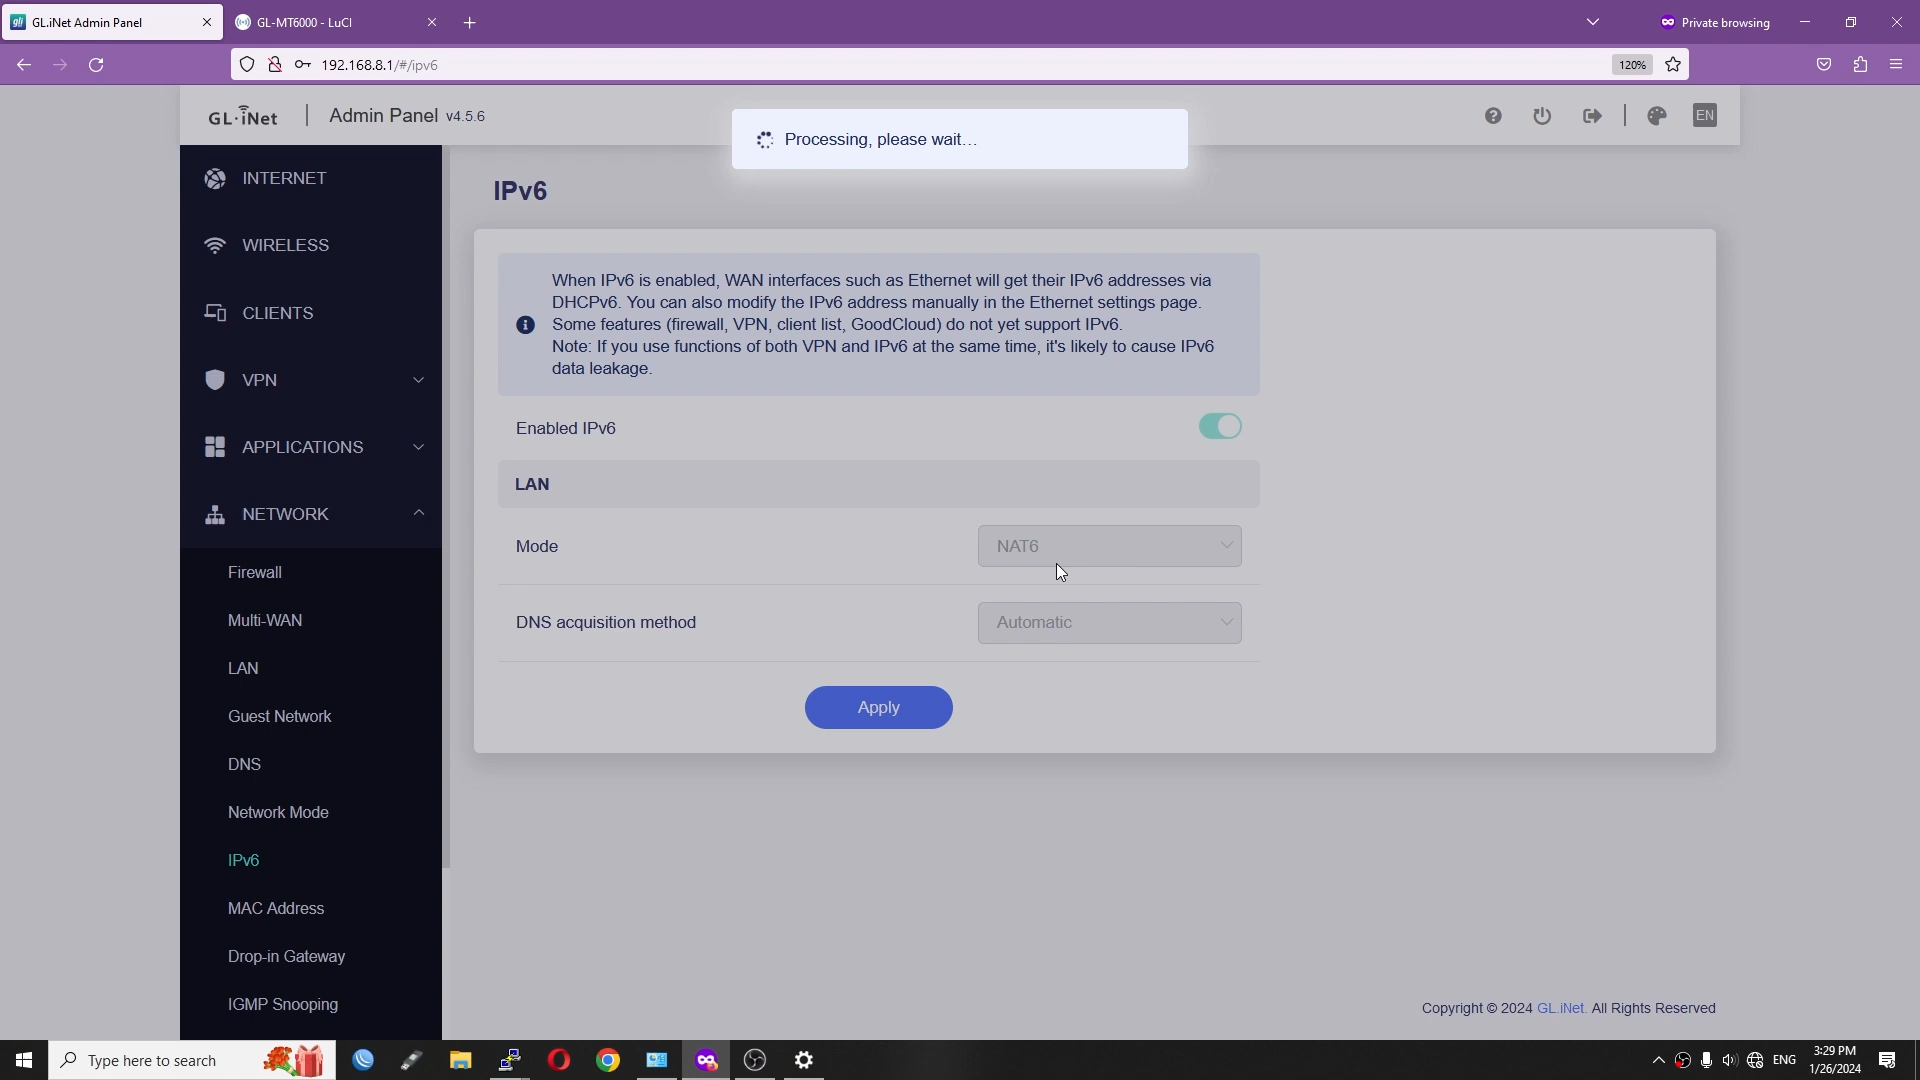 GL.iNet Admin Panel
GL-MT6000 - LuCI
Private browsing
192.168.8.1/#/ipv6
120%
GL·iNet
Admin Panel v4.5.6
EN
Processing, please wait…
INTERNET
WIRELESS
CLIENTS
VPN
APPLICATIONS
NETWORK
Firewall
Multi-WAN
LAN
Guest Network
DNS
Network Mode
IPv6
MAC Address
Drop-in Gateway
IGMP Snooping
IPv6
When IPv6 is enabled, WAN interfaces such as Ethernet will get their IPv6 addresses via
DHCPv6. You can also modify the IPv6 address manually in the Ethernet settings page.
Some features (firewall, VPN, client list, GoodCloud) do not yet support IPv6.
Note: If you use functions of both VPN and IPv6 at the same time, it's likely to cause IPv6
data leakage.
Enabled IPv6
LAN
Mode
NAT6
DNS acquisition method
Automatic
Apply
Copyright © 2024 GL.iNet. All Rights Reserved
Type here to search
ENG
3:29 PM
1/26/2024